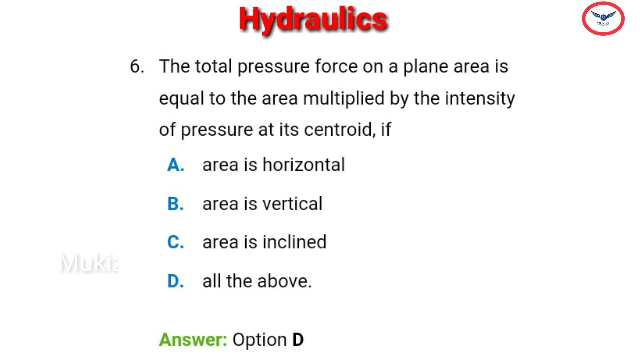 Hydraulics
6. The total pressure force on a plane area is
equal to the area multiplied by the intensity
of pressure at its centroid, if
A. area is horizontal
B. area is vertical
C. area is inclined
D. all the above.
Answer: Option D